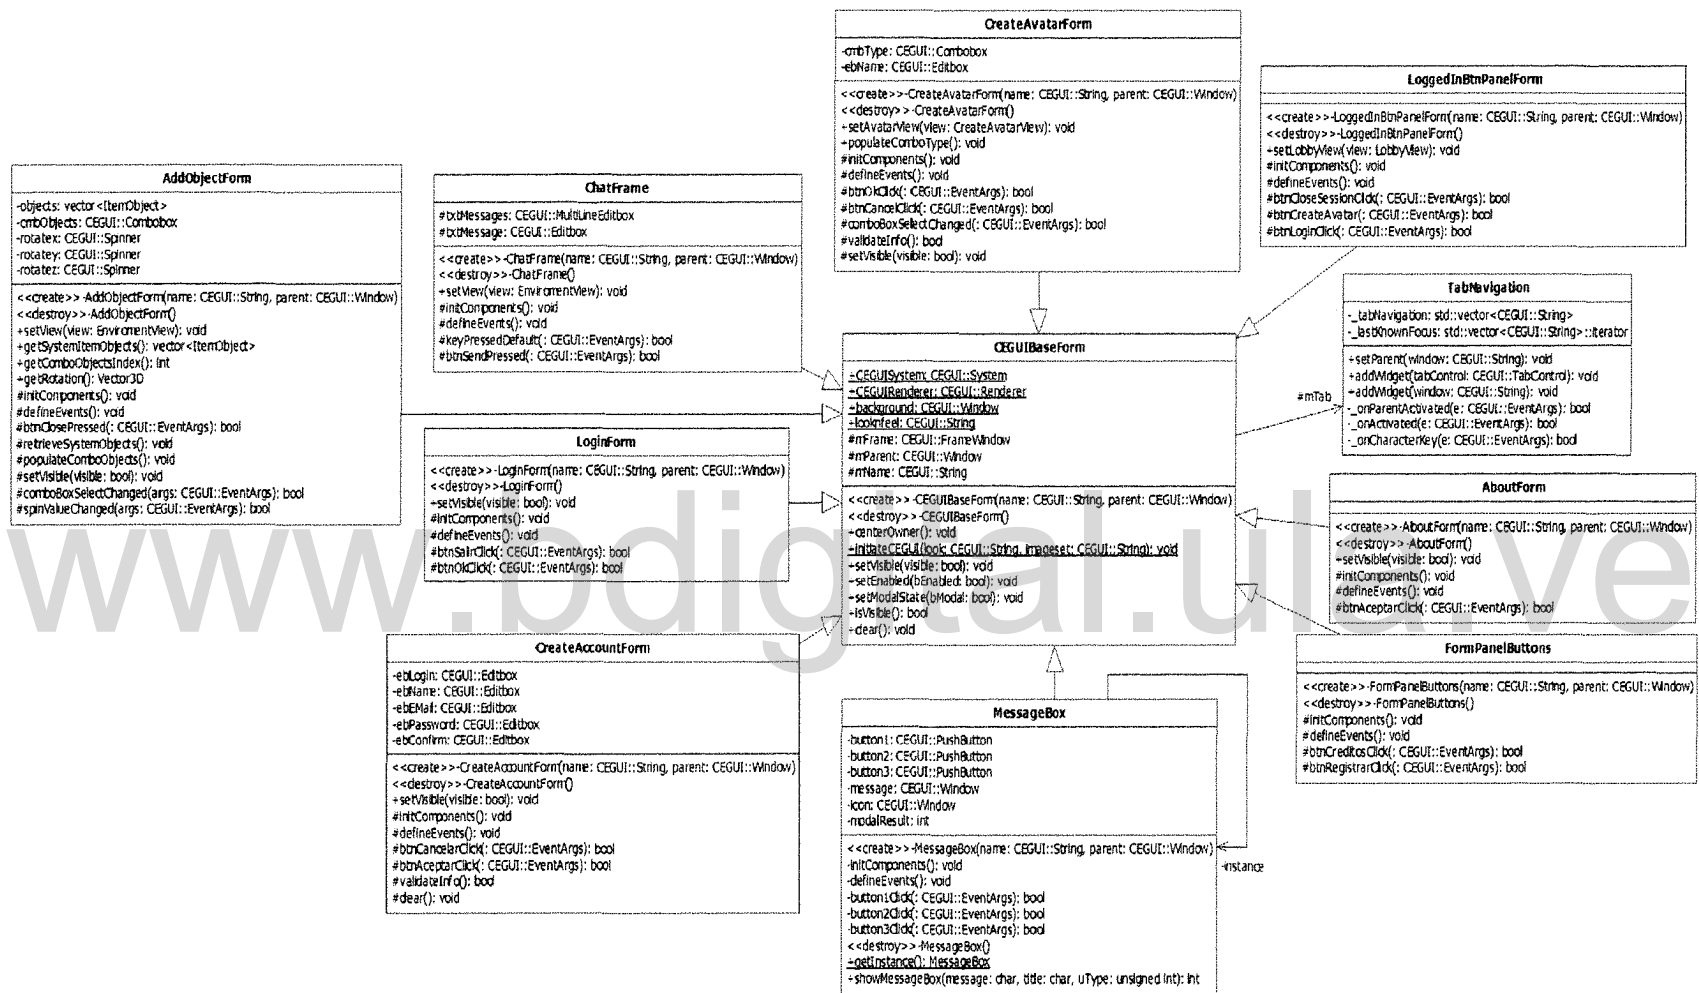 CreateAvatarForm
-cmbType: CEGUI::Combobox
-ebName: CEGUI::Editbox
<<create>>-CreateAvatarForm(name: CEGUI::String, parent: CEGUI::Window)
<<destroy>>-CreateAvatarForm()
+setAvatarView(view: CreateAvatarView): void
+populateComboType(): void
#initComponents(): void
#defineEvents(): void
#btnOkClick(: CEGUI::EventArgs): bool
#btnCancelClick(: CEGUI::EventArgs): bool
#comboBoxSelectChanged(: CEGUI::EventArgs): bool
#validateInfo(): bool
#setVisible(visible: bool): void
LoggedInBtnPanelForm
<<create>>-LoggedInBtnPanelForm(name: CEGUI::String, parent: CEGUI::Window)
<<destroy>>-LoggedInBtnPanelForm()
+setLobbyView(view: LobbyView): void
#initComponents(): void
#defineEvents(): void
#btnCloseSessionClick(: CEGUI::EventArgs): bool
#btnCreateAvatar(: CEGUI::EventArgs): bool
#btnLoginClick(: CEGUI::EventArgs): bool
AddObjectForm
-objects: vector<ItemObject>
-cmbObjects: CEGUI::Combobox
-rotatex: CEGUI::Spinner
-rotatey: CEGUI::Spinner
-rotatez: CEGUI::Spinner
<<create>>-AddObjectForm(name: CEGUI::String, parent: CEGUI::Window)
<<destroy>>-AddObjectForm()
+setView(view: EnviromentView): void
+getSystemItemObjects(): vector<ItemObject>
+getComboObjectsIndex(): int
+getRotation(): Vector3D
#initComponents(): void
#defineEvents(): void
#btnClosePressed(: CEGUI::EventArgs): bool
#retrieveSystemObjects(): void
#populateComboObjects(): void
#setVisible(visible: bool): void
#comboBoxSelectChanged(args: CEGUI::EventArgs): bool
#spinValueChanged(args: CEGUI::EventArgs): bool
ChatFrame
#txtMessages: CEGUI::MultiLineEditbox
#txtMessage: CEGUI::Editbox
<<create>>-ChatFrame(name: CEGUI::String, parent: CEGUI::Window)
<<destroy>>-ChatFrame()
+setView(view: EnviromentView): void
#initComponents(): void
#defineEvents(): void
#keyPressedDefault(: CEGUI::EventArgs): bool
#btnSendPressed(: CEGUI::EventArgs): bool
TabNavigation
-_tabNavigation: std::vector<CEGUI::String>
-_lastKnownFocus: std::vector<CEGUI::String>::iterator
+setParent(window: CEGUI::String): void
+addWidget(tabControl: CEGUI::TabControl): void
+addWidget(window: CEGUI::String): void
-_onParentActivated(e: CEGUI::EventArgs): bool
-_onActivated(e: CEGUI::EventArgs): bool
-_onCharacterKey(e: CEGUI::EventArgs): bool
#mTab
CEGUIBaseForm
+CEGUISystem: CEGUI::System
+CEGUIRenderer: CEGUI::Renderer
+background: CEGUI::Window
+looknfeel: CEGUI::String
#mFrame: CEGUI::FrameWindow
#mParent: CEGUI::Window
#mName: CEGUI::String
<<create>>-CEGUIBaseForm(name: CEGUI::String, parent: CEGUI::Window)
<<destroy>>-CEGUIBaseForm()
+centerOwner(): void
+initiateCEGUI(look: CEGUI::String, imageset: CEGUI::String): void
+setVisible(visible: bool): void
+setEnabled(bEnabled: bool): void
+setModalState(bModal: bool): void
+isVisible(): bool
+clear(): void
LoginForm
<<create>>-LoginForm(name: CEGUI::String, parent: CEGUI::Window)
<<destroy>>-LoginForm()
+setVisible(visible: bool): void
#initComponents(): void
#defineEvents(): void
#btnSalirClick(: CEGUI::EventArgs): bool
#btnOkClick(: CEGUI::EventArgs): bool
AboutForm
<<create>>-AboutForm(name: CEGUI::String, parent: CEGUI::Window)
<<destroy>>-AboutForm()
+setVisible(visible: bool): void
#initComponents(): void
#defineEvents(): void
#btnAceptarClick(: CEGUI::EventArgs): bool
www.bdigital.ula.ve
CreateAccountForm
-ebLogin: CEGUI::Editbox
-ebName: CEGUI::Editbox
-ebEMail: CEGUI::Editbox
-ebPassword: CEGUI::Editbox
-ebConfirm: CEGUI::Editbox
<<create>>-CreateAccountForm(name: CEGUI::String, parent: CEGUI::Window)
<<destroy>>-CreateAccountForm()
+setVisible(visible: bool): void
#initComponents(): void
#defineEvents(): void
#btnCancelarClick(: CEGUI::EventArgs): bool
#btnAceptarClick(: CEGUI::EventArgs): bool
#validateInfo(): bool
#clear(): void
FormPanelButtons
<<create>>-FormPanelButtons(name: CEGUI::String, parent: CEGUI::Window)
<<destroy>>-FormPanelButtons()
#initComponents(): void
#defineEvents(): void
#btnCreditosClick(: CEGUI::EventArgs): bool
#btnRegistrarClick(: CEGUI::EventArgs): bool
MessageBox
-button1: CEGUI::PushButton
-button2: CEGUI::PushButton
-button3: CEGUI::PushButton
-message: CEGUI::Window
-icon: CEGUI::Window
-modalResult: int
<<create>>-MessageBox(name: CEGUI::String, parent: CEGUI::Window)
-initComponents(): void
-defineEvents(): void
-button1Click(: CEGUI::EventArgs): bool
-button2Click(: CEGUI::EventArgs): bool
-button3Click(: CEGUI::EventArgs): bool
<<destroy>>-MessageBox()
+getInstance(): MessageBox
+showMessageBox(message: char, title: char, uType: unsigned int): int
-instance